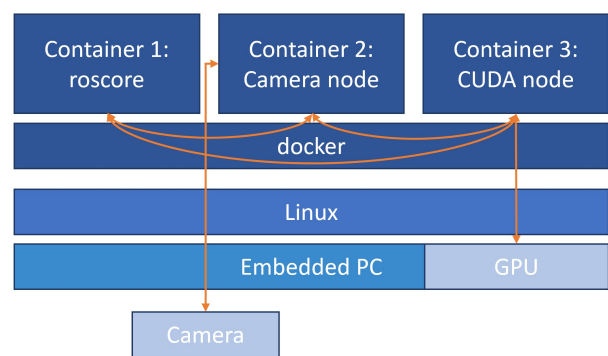 Container 1:
roscore
Container 2:
Camera node
Container 3:
CUDA node
docker
Linux
Embedded PC
GPU
Camera